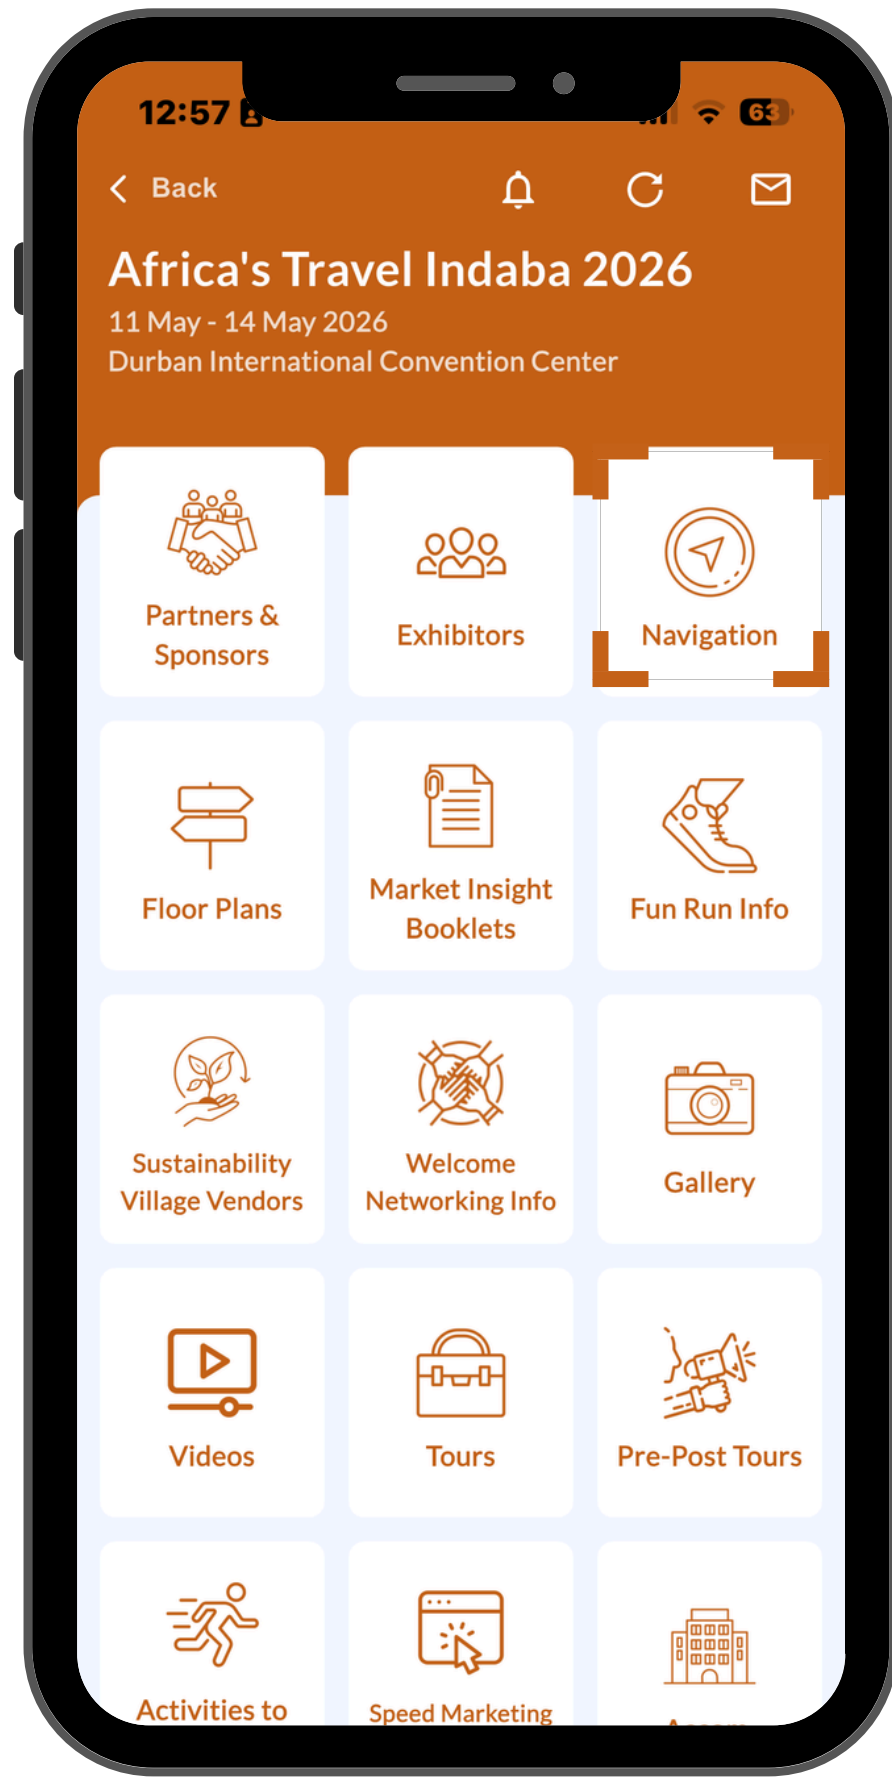 12:57
63
Back
Africa's Travel Indaba 2026
11 May - 14 May 2026
Durban International Convention Center
Partners &
Sponsors
Exhibitors
Navigation
Floor Plans
Market Insight
Booklets
Fun Run Info
Sustainability
Village Vendors
Welcome
Networking Info
Gallery
Videos
Tours
Pre-Post Tours
Activities to
Speed Marketing